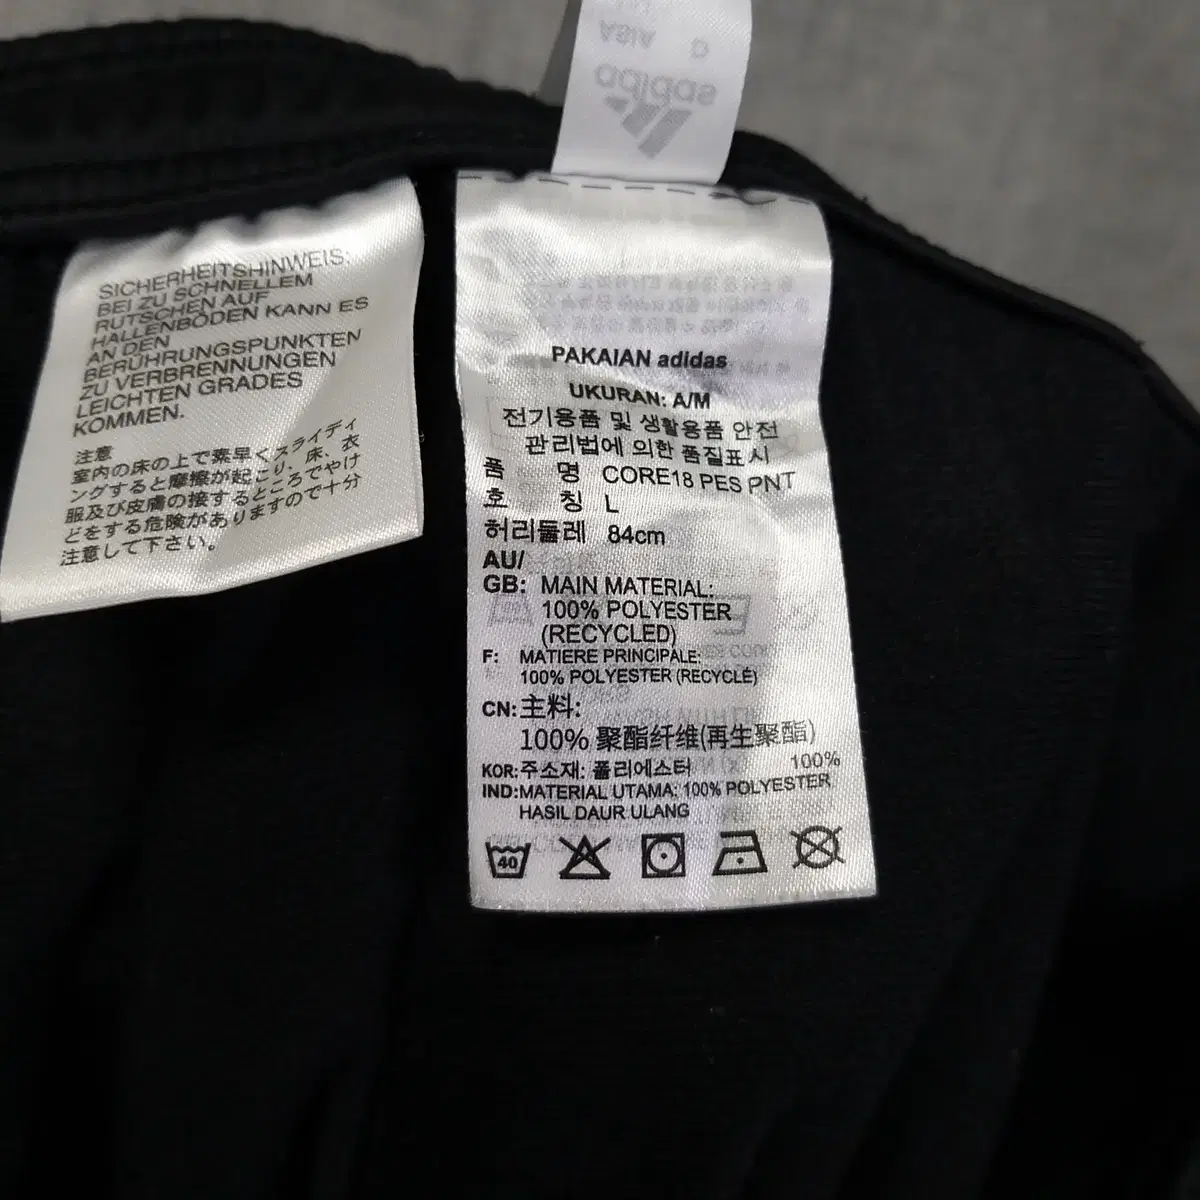 ASIA
adidas
SICHERHEITSHINWEIS:
BEI ZU SCHNELLEM
RUTSCHEN AUF
HALLENBÖDEN KANN ES
AN DEN
BERÜHRUNGSPUNKTEN
ZU VERBRENNUNGEN
LEICHTEN GRADES
KOMMEN.
注意
室内の床の上で素早くスライディ
ングすると摩擦が起こり、床、衣
服及び皮膚の接するところでやけ
どをする危険がありますので十分
注意して下さい。
PAKAIAN adidas
UKURAN: A/M
전기용품 및 생활용품 안전
관리법에 의한 품질표시
품 명 CORE18 PES PNT
호 칭 L
허리둘레 84cm
AU/
GB: MAIN MATERIAL:
100% POLYESTER
(RECYCLED)
F: MATIERE PRINCIPALE:
100% POLYESTER (RECYCLÉ)
CN:主料:
100% 聚酯纤维(再生聚酯)
KOR:주소재: 폴리에스터 100%
IND:MATERIAL UTAMA: 100% POLYESTER
HASIL DAUR ULANG
40